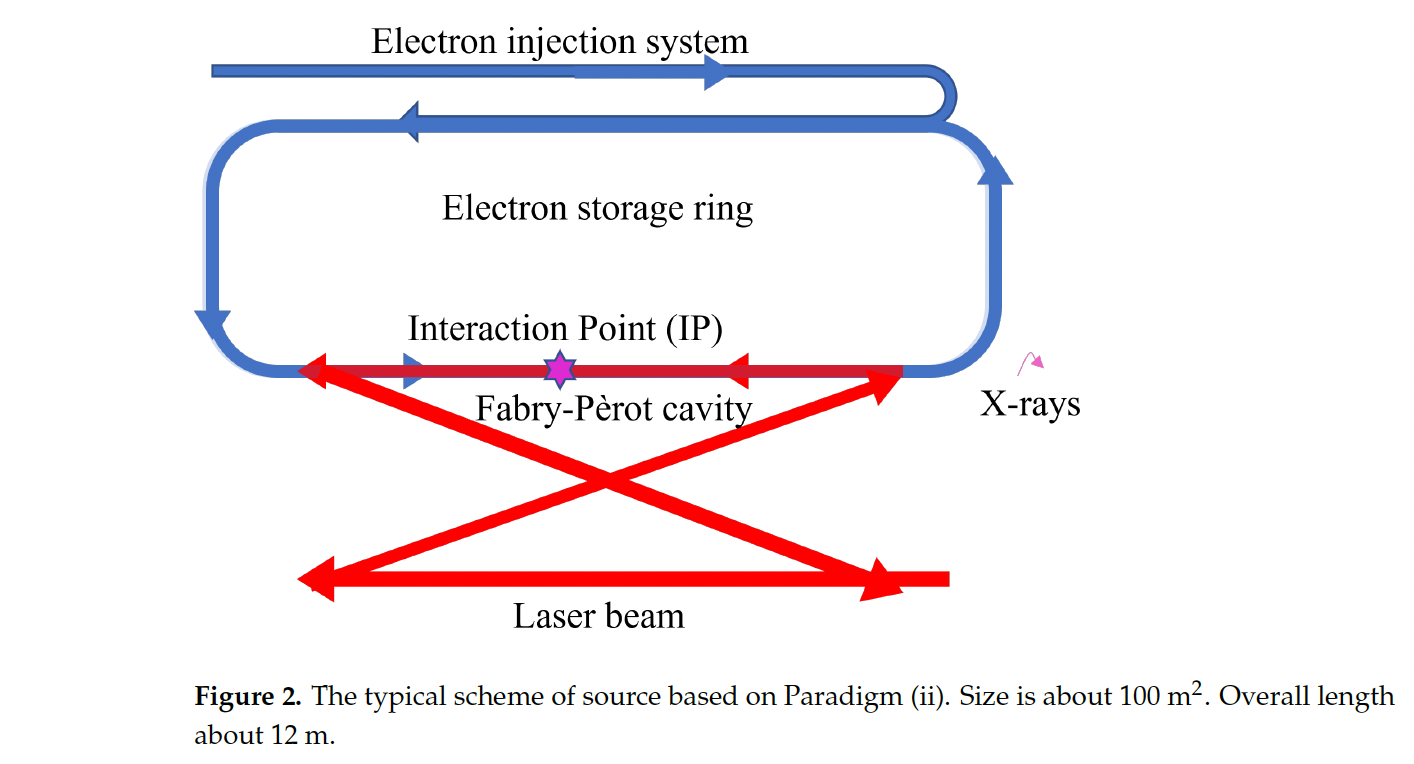 Electron injection system
Electron storage ring
Interaction Point (IP)
Fabry-Pèrot cavity
X-rays
Laser beam
Figure 2. The typical scheme of source based on Paradigm (ii). Size is about 100 m². Overall length
about 12 m.